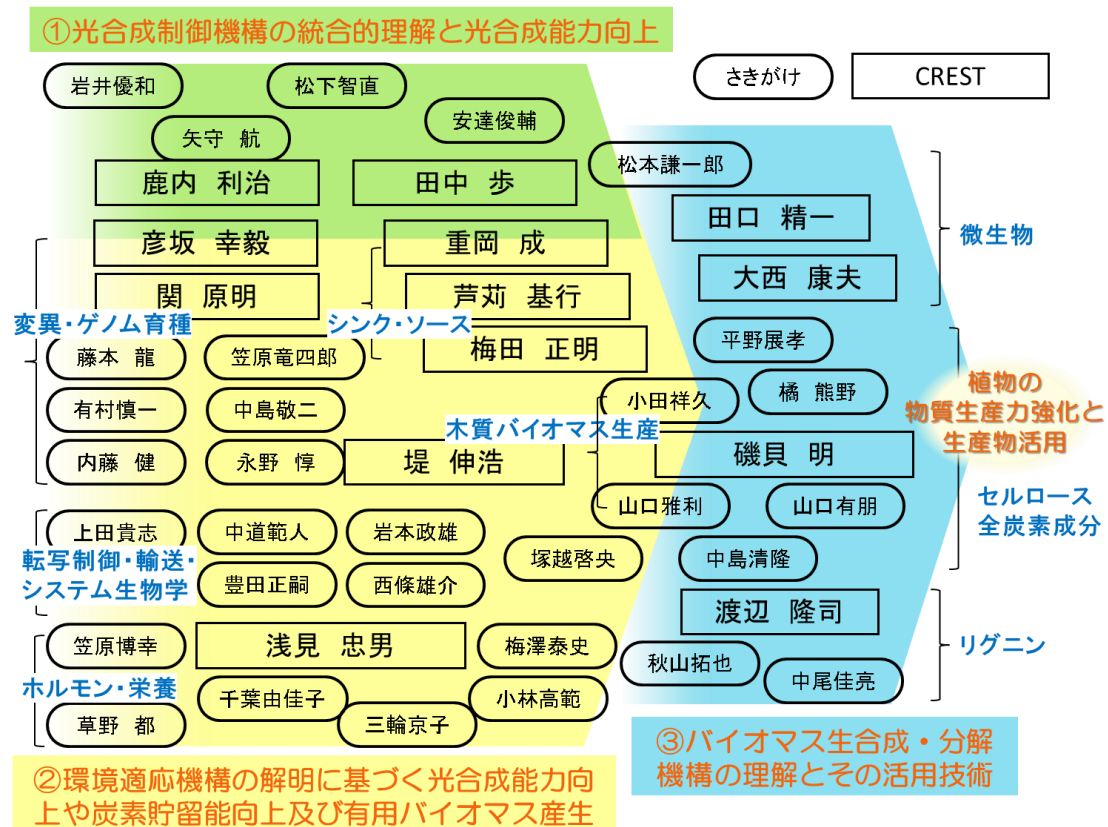 ①光合成制御機構の統合的理解と光合成能力向上
さきがけ
CREST
岩井優和
松下智直
安達俊輔
矢守 航
鹿内 利治
田中 歩
彦坂 幸毅
重岡 成
関 原明
芦苅 基行
変異・ゲノム育種
シンク・ソース
梅田 正明
藤本 龍
笠原竜四郎
有村慎一
中島敬二
木質バイオマス生産
内藤 健
永野 惇
堤 伸浩
上田貴志
中道範人
岩本政雄
転写制御・輸送・
システム生物学
豊田正嗣
西條雄介
塚越啓央
笠原博幸
浅見 忠男
梅澤泰史
ホルモン・栄養
千葉由佳子
小林高範
草野 都
三輪京子
②環境適応機構の解明に基づく光合成能力向
上や炭素貯留能向上及び有用バイオマス産生
松本謙一郎
田口 精一
微生物
大西 康夫
平野展孝
小田祥久
橘 熊野
植物の
物質生産力強化と
生産物活用
磯貝 明
山口雅利
山口有朋
セルロース
全炭素成分
中島清隆
渡辺 隆司
リグニン
秋山拓也
中尾佳亮
③バイオマス生合成・分解
機構の理解とその活用技術